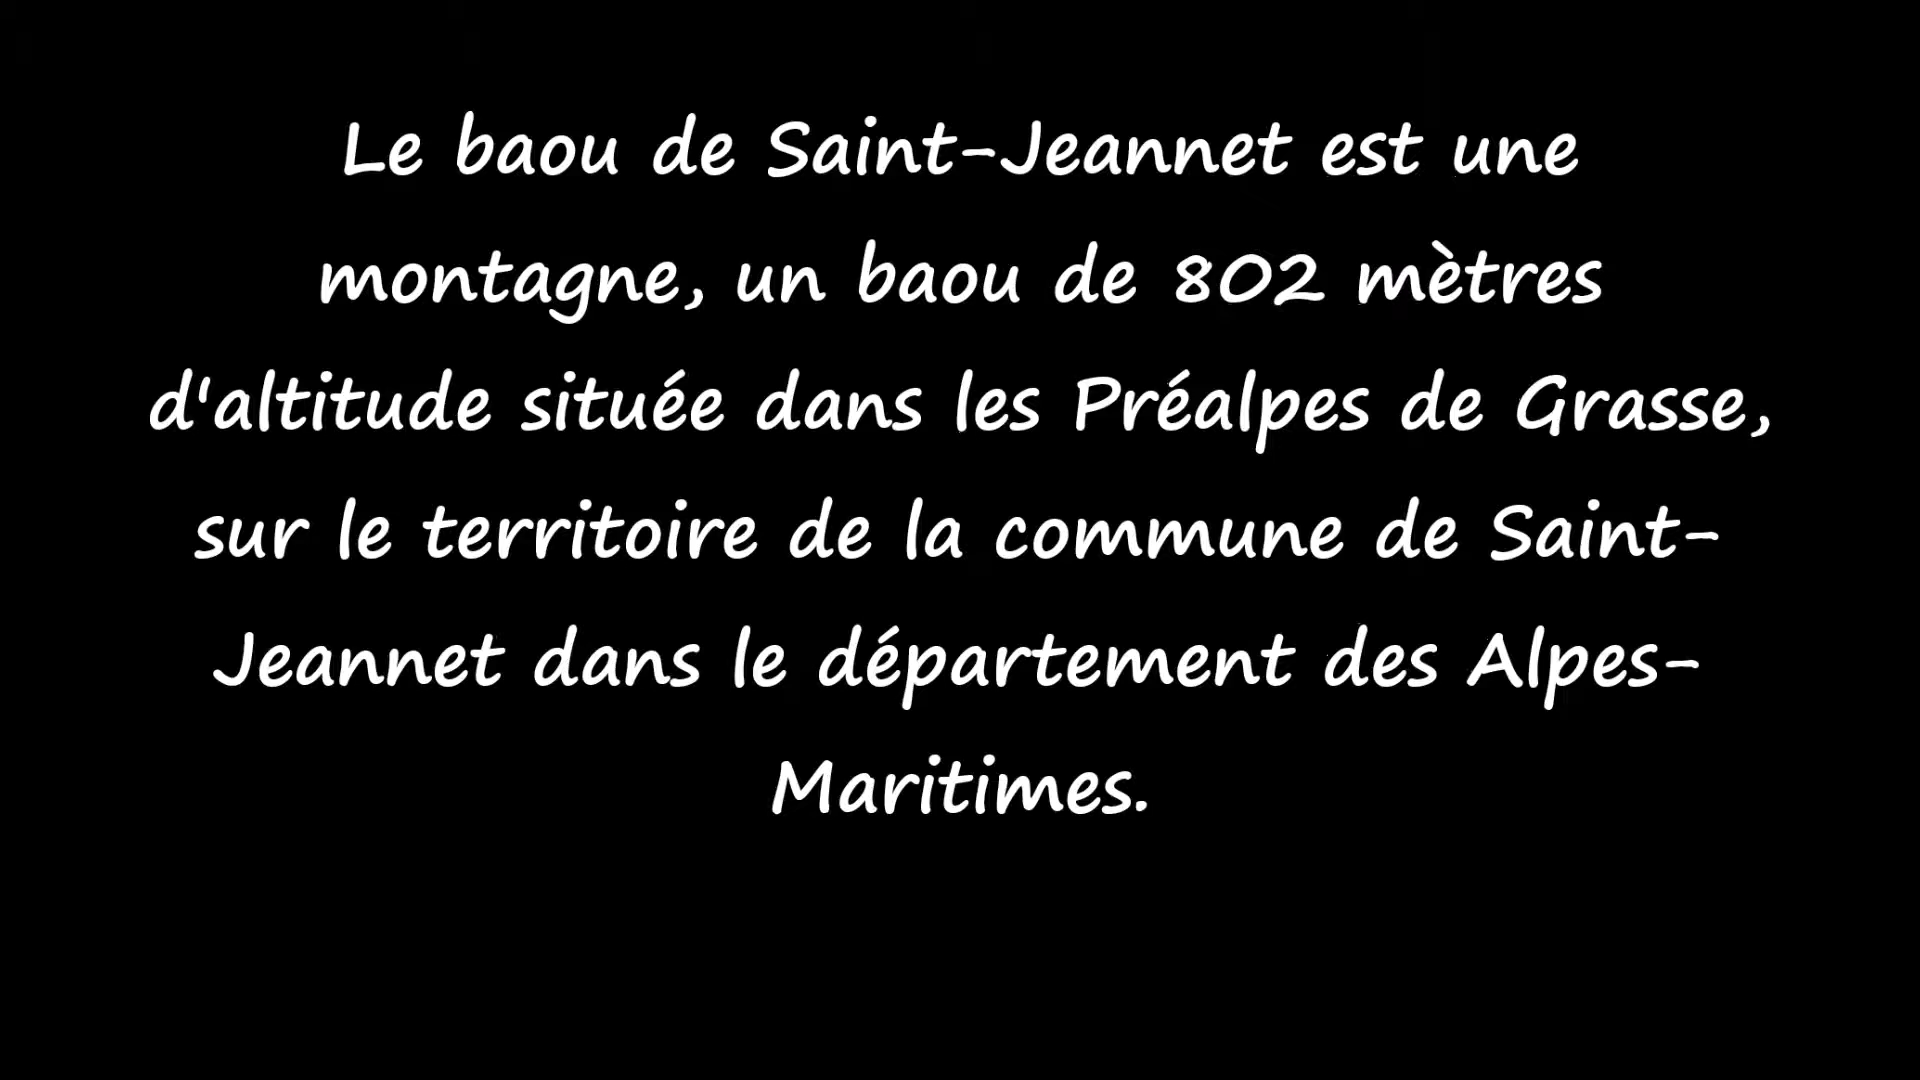 Le baou de Saint-Jeannet est une
montagne, un baou de 802 mètres
d'altitude située dans les Préalpes de Grasse,
sur le territoire de la commune de Saint-
Jeannet dans le département des Alpes-
Maritimes.